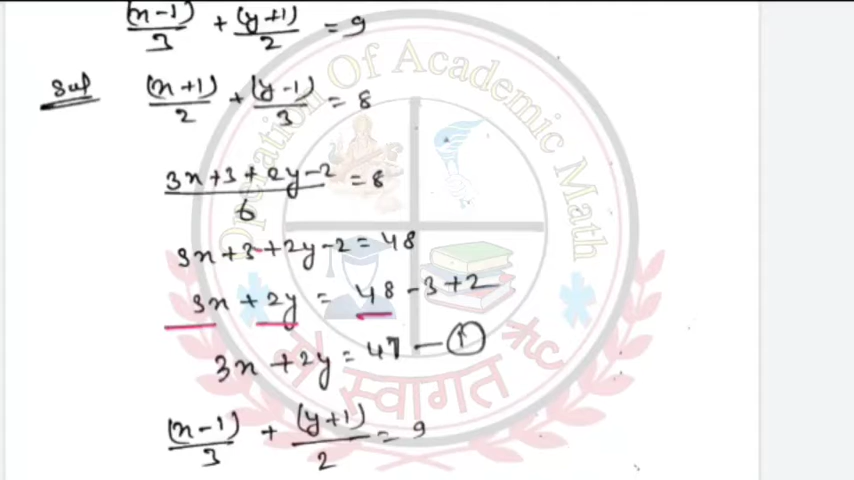 (x-1)/3 + (y+1)/2 = 9
Sol (x+1)/2 + (y-1)/3 = 8
(3x+3+2y-2)/6 = 8
3x+3+2y-2=48
3x + 2y = 48-3+2
3x+2y=47 — ①
(x-1)/3 + (y+1)/2 = 9
Operation Of Academic Math
स्वागत